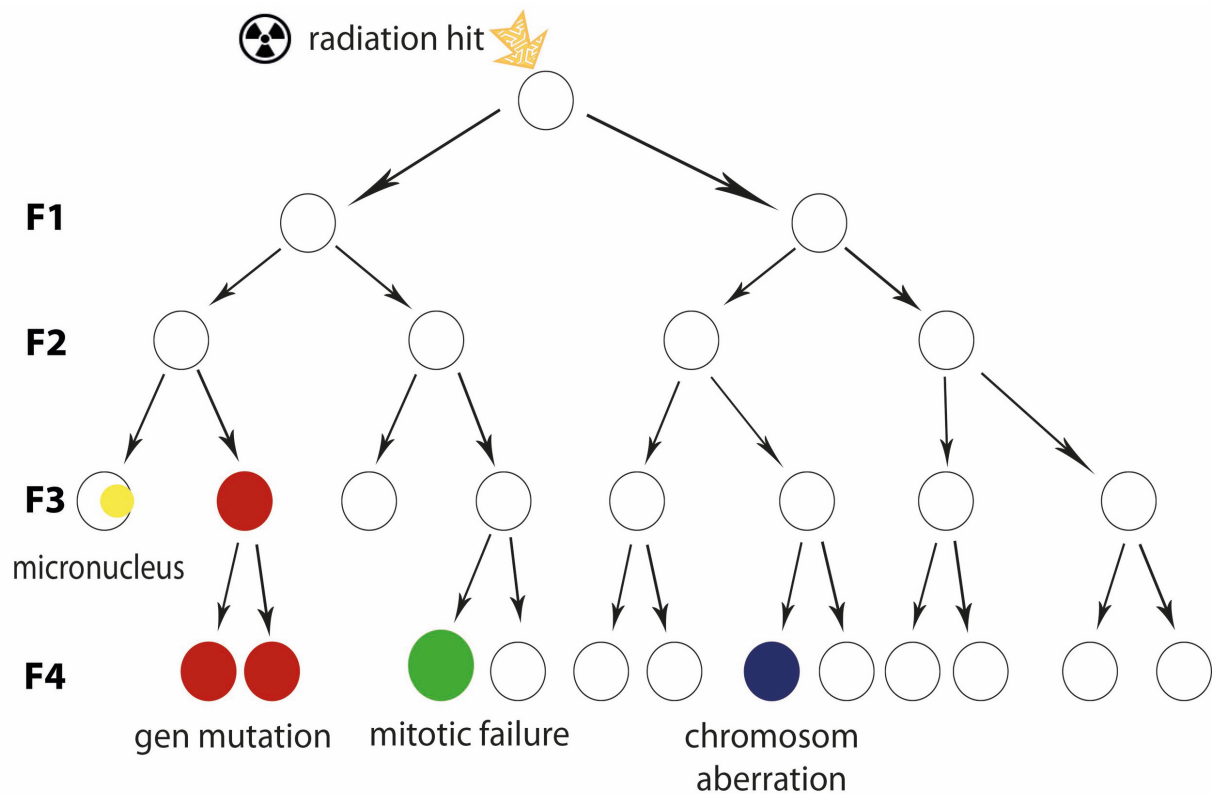 radiation hit
F1
F2
F3
micronucleus
F4
gen mutation
mitotic failure
chromosom
aberration